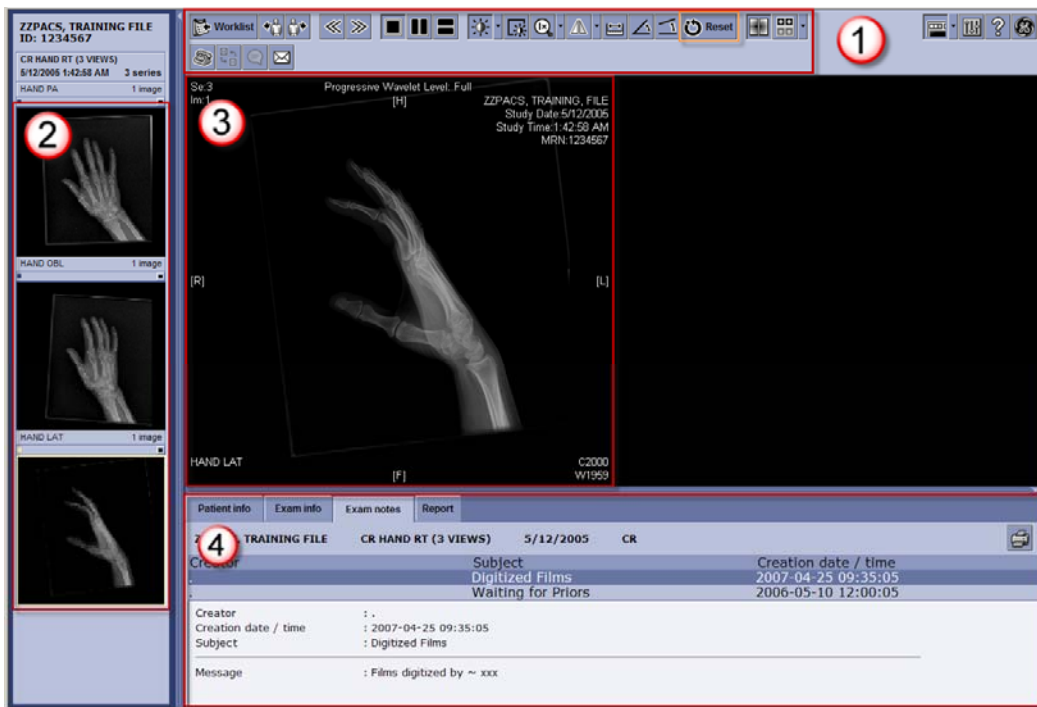 ZZPACS, TRAINING FILE
ID: 1234567
CR HAND RT (3 VIEWS)
5/12/2005 1:42:58 AM 3 series
HAND PA 1 image
2
HAND OBL 1 image
HAND LAT 1 image
Worklist
1x
Reset
?
1
Se:3
Im:1
3
Progressive Wavelet Level: Full
[H]
ZZPACS, TRAINING, FILE
Study Date:5/12/2005
Study Time:1:42:58 AM
MRN:1234567
[R]
[L]
HAND LAT
[F]
C2000
W1959
Patient info Exam info Exam notes Report
4
TRAINING FILE CR HAND RT (3 VIEWS) 5/12/2005 CR
Creator Subject Creation date / time
. Digitized Films 2007-04-25 09:35:05
. Waiting for Priors 2006-05-10 12:00:05
Creator : .
Creation date / time : 2007-04-25 09:35:05
Subject : Digitized Films
Message : Films digitized by ~ xxx